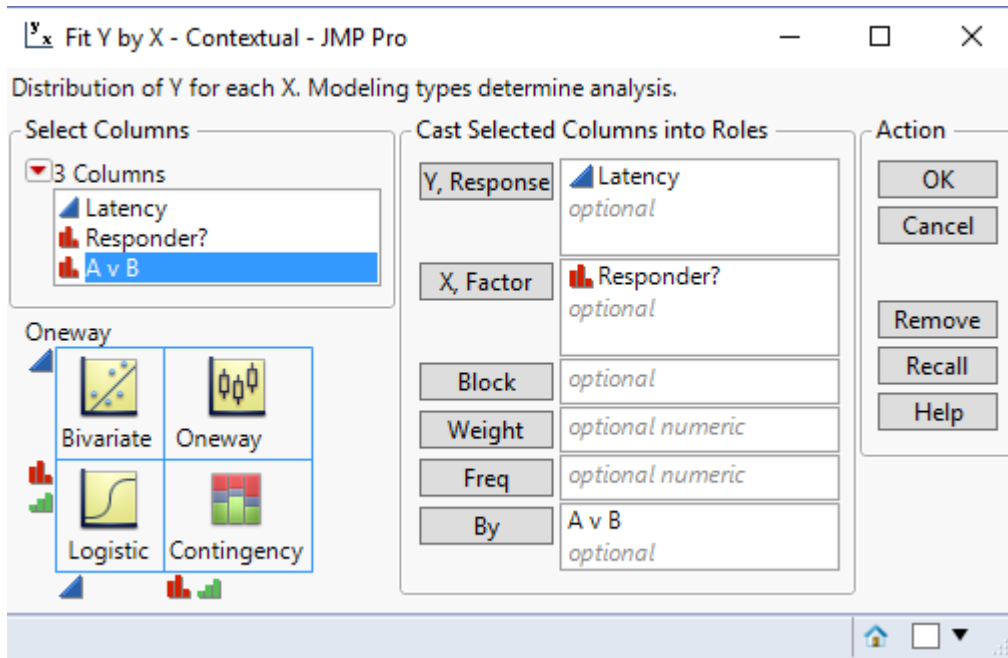 Fit Y by X - Contextual - JMP Pro
Distribution of Y for each X. Modeling types determine analysis.
Select Columns
3 Columns
Latency
Responder?
A v B
Oneway
Bivariate
Oneway
Logistic
Contingency
Cast Selected Columns into Roles
Y, Response
Latency
optional
X, Factor
Responder?
optional
Block
optional
Weight
optional numeric
Freq
optional numeric
By
A v B
optional
Action
OK
Cancel
Remove
Recall
Help